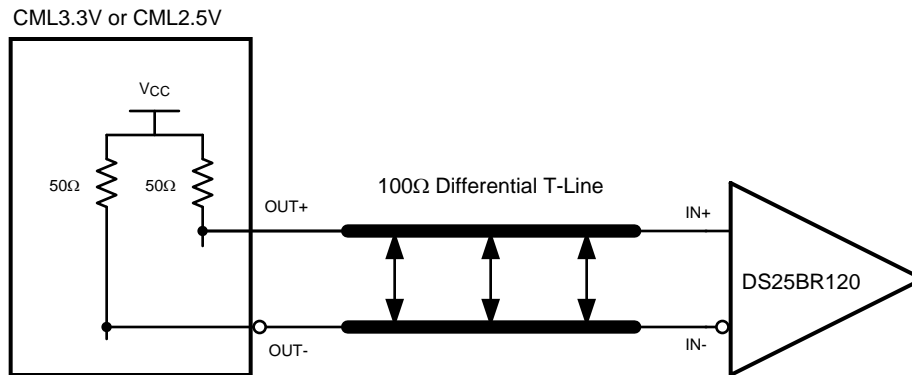 CML3.3V or CML2.5V
VCC
50Ω
50Ω
100Ω Differential T-Line
OUT+
IN+
DS25BR120
OUT-
IN-